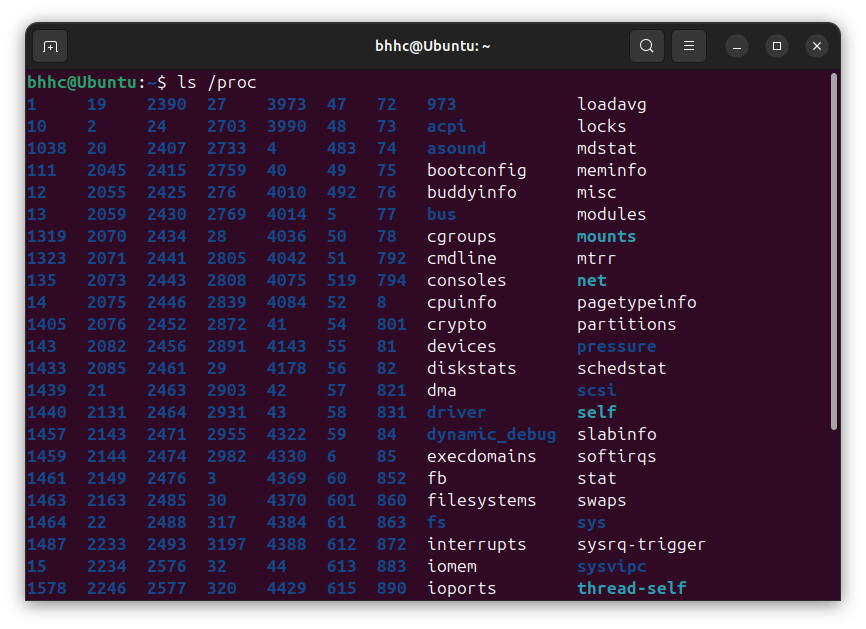 bhhc@Ubuntu: ~
bhhc@Ubuntu:~$ ls /proc
1 19 2390 27 3973 47 72 973 loadavg
10 2 24 2703 3990 48 73 acpi locks
1038 20 2407 2733 4 483 74 asound mdstat
111 2045 2415 2759 40 49 75 bootconfig meminfo
12 2055 2425 276 4010 492 76 buddyinfo misc
13 2059 2430 2769 4014 5 77 bus modules
1319 2070 2434 28 4036 50 78 cgroups mounts
1323 2071 2441 2805 4042 51 792 cmdline mtrr
135 2073 2443 2808 4075 519 794 consoles net
14 2075 2446 2839 4084 52 8 cpuinfo pagetypeinfo
1405 2076 2452 2872 41 54 801 crypto partitions
143 2082 2456 2891 4143 55 81 devices pressure
1433 2085 2461 29 4178 56 82 diskstats schedstat
1439 21 2463 2903 42 57 821 dma scsi
1440 2131 2464 2931 43 58 831 driver self
1457 2143 2471 2955 4322 59 84 dynamic_debug slabinfo
1459 2144 2474 2982 4330 6 85 execdomains softirqs
1461 2149 2476 3 4369 60 852 fb stat
1463 2163 2485 30 4370 601 860 filesystems swaps
1464 22 2488 317 4384 61 863 fs sys
1487 2233 2493 3197 4388 612 872 interrupts sysrq-trigger
15 2234 2576 32 44 613 883 iomem sysvipc
1578 2246 2577 320 4429 615 890 ioports thread-self